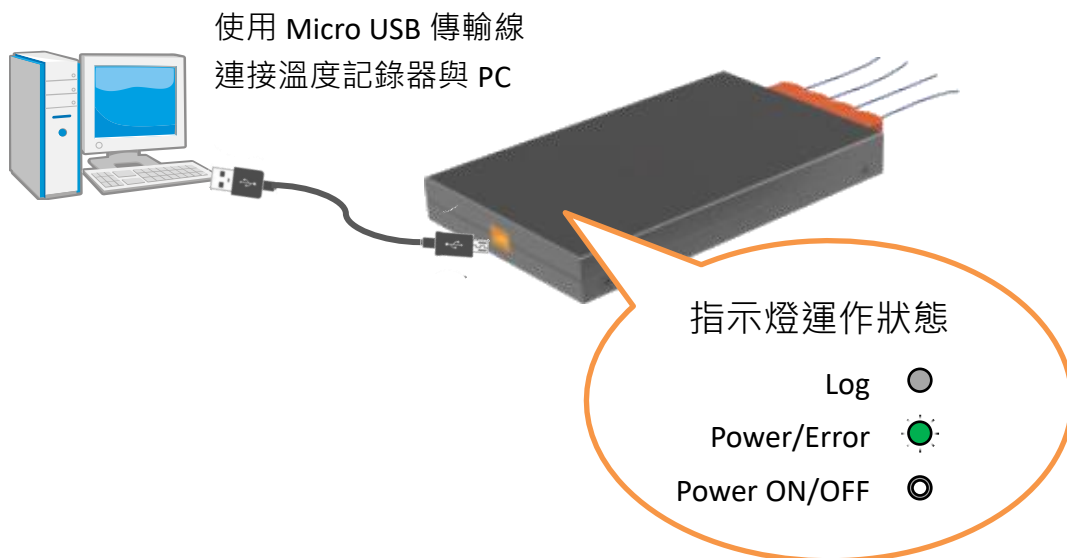 使用 Micro USB 傳輸線
連接溫度記錄器與 PC
指示燈運作狀態
Log
Power/Error
Power ON/OFF